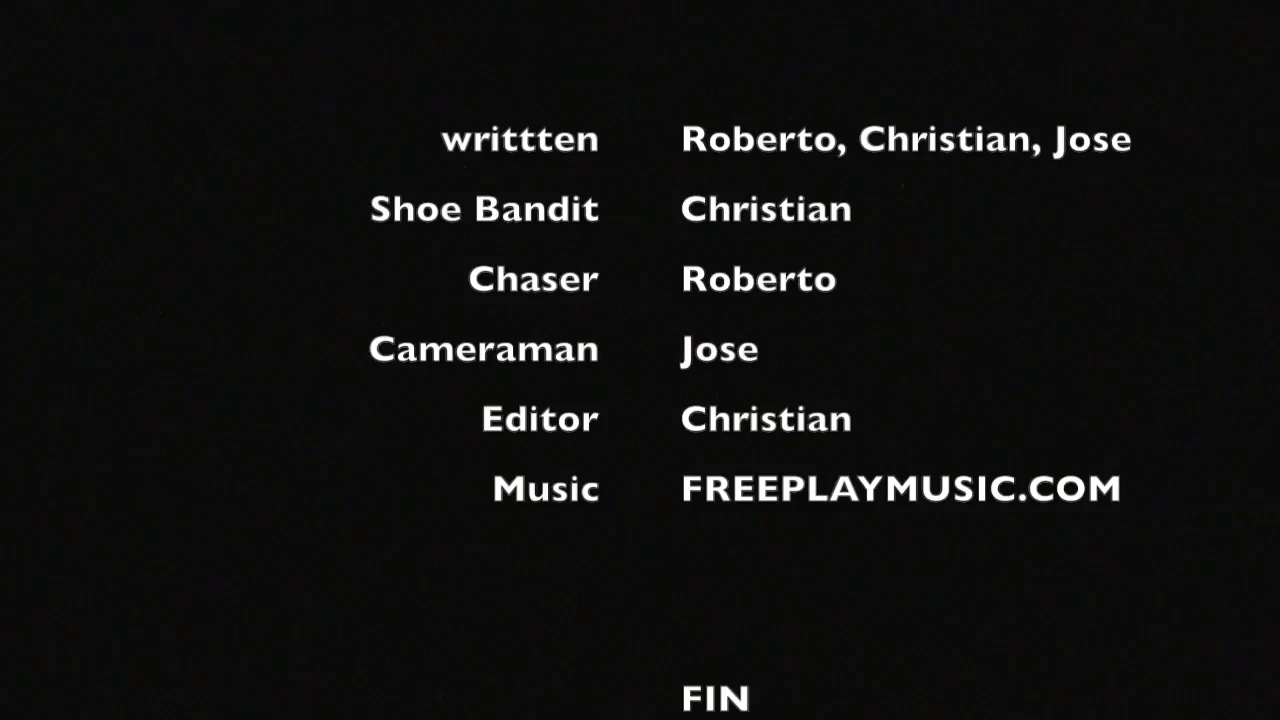 writtten Roberto, Christian, Jose
Shoe Bandit Christian
Chaser Roberto
Cameraman Jose
Editor Christian
Music FREEPLAYMUSIC.COM
FIN